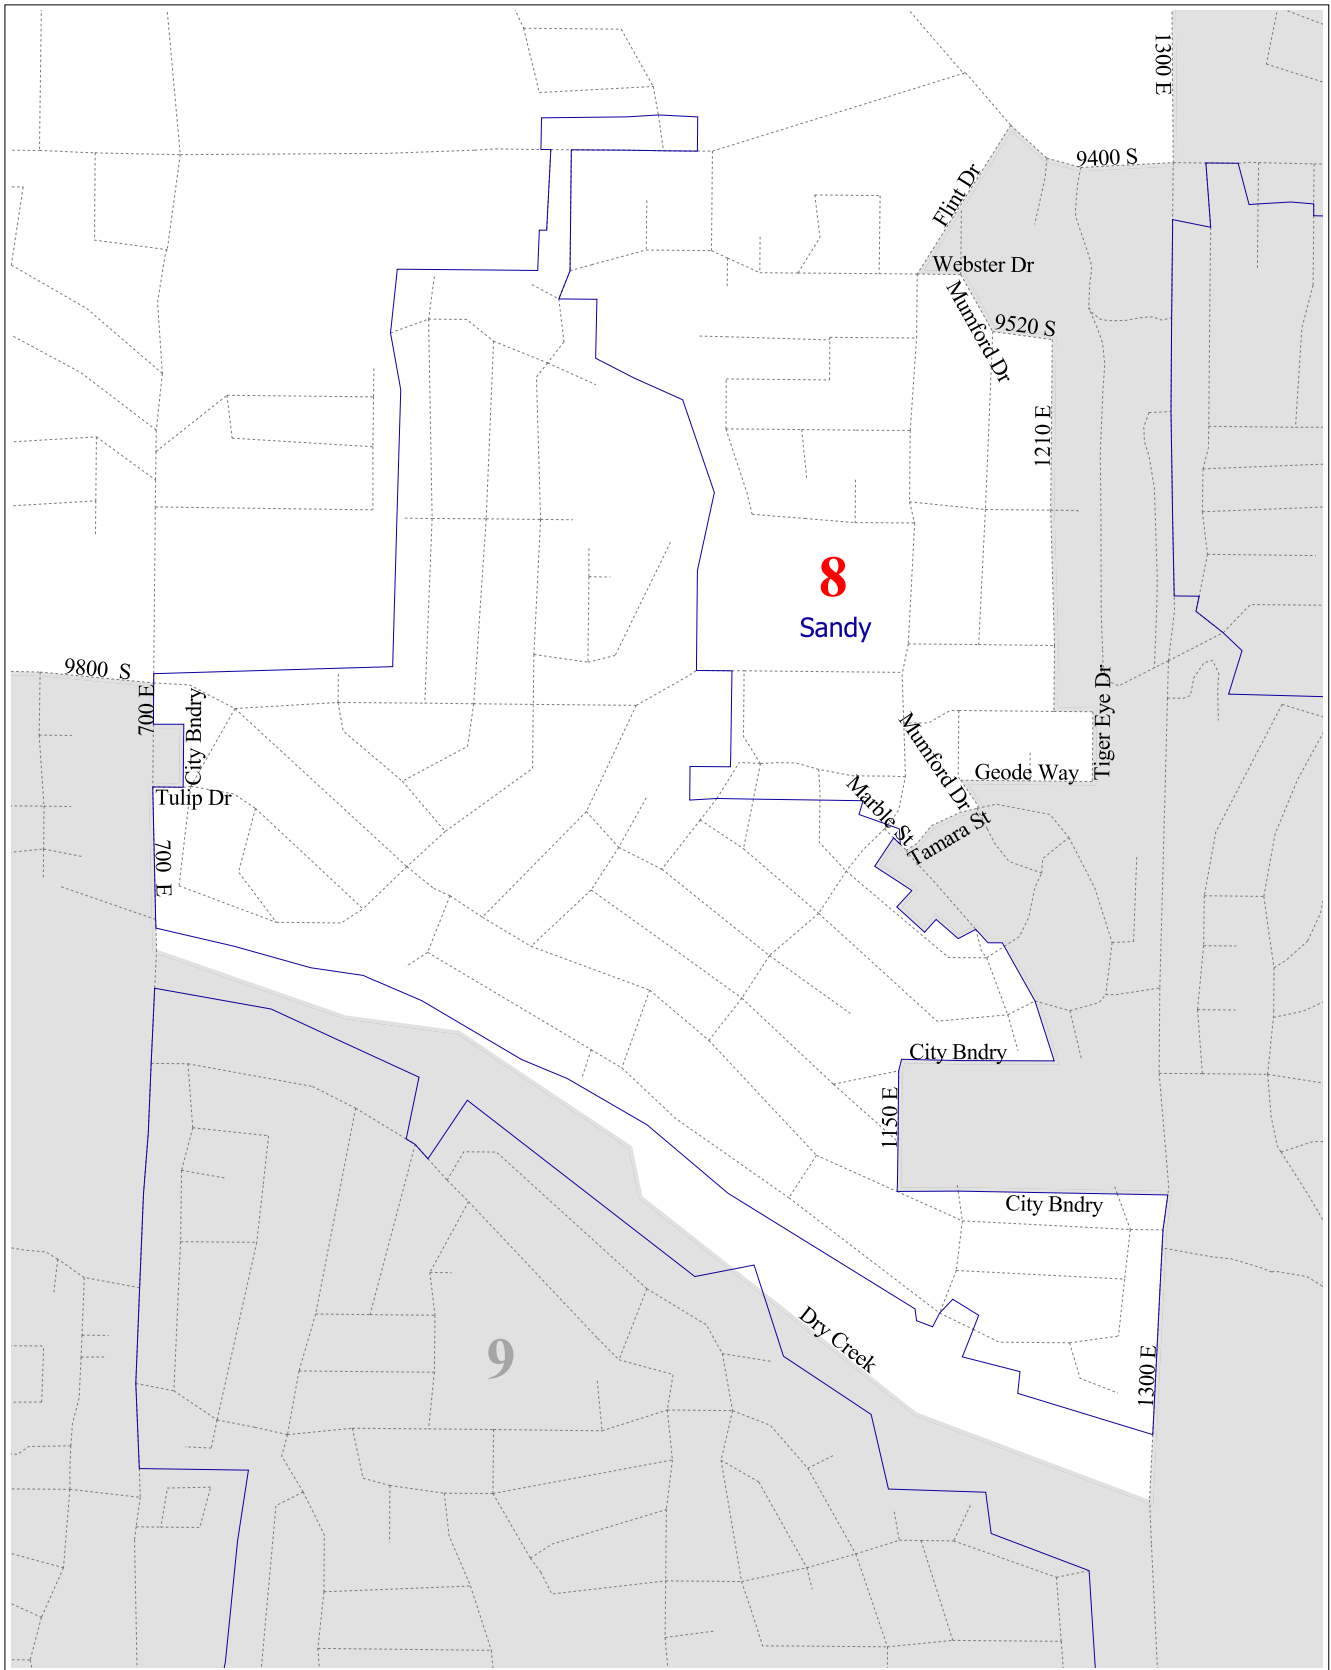 1300 E
9400 S
Flint Dr
Webster Dr
Mumford Dr
9520 S
1210 E
8
Sandy
9800 S
700 E
City Bndry
Tiger Eye Dr
Mumford Dr
Geode Way
Tulip Dr
Marble St
Tamara St
700 E
City Bndry
1150 E
City Bndry
Dry Creek
9
1300 E